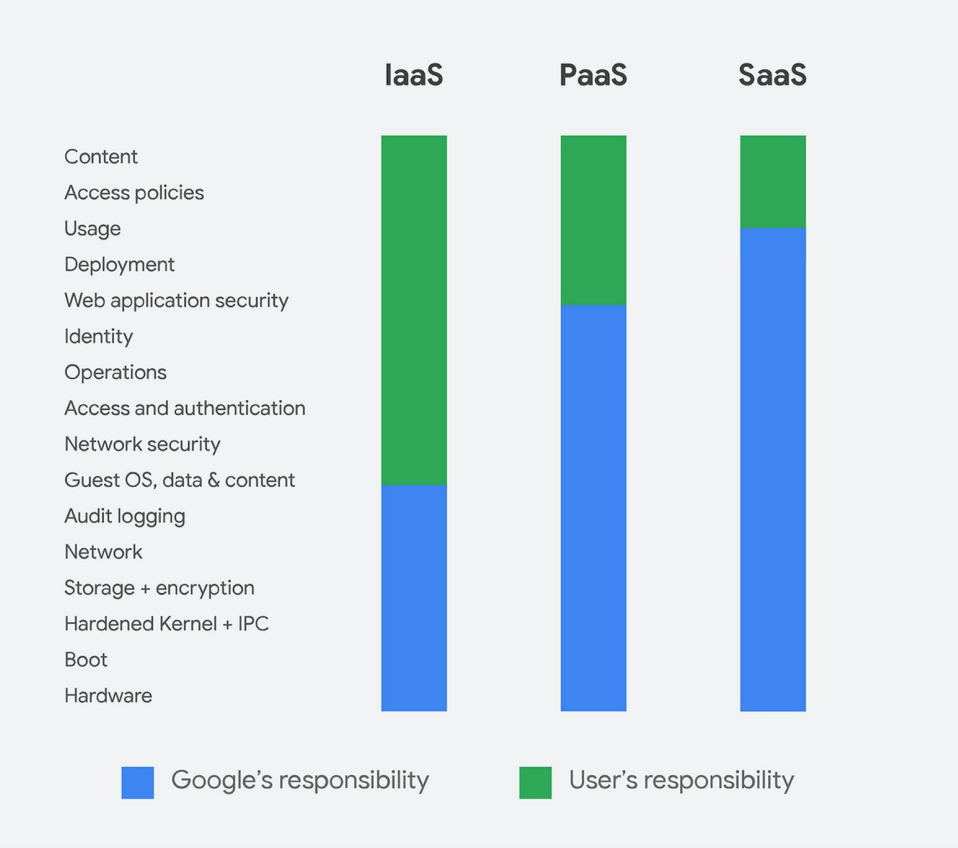 IaaS PaaS SaaS
Content
Access policies
Usage
Deployment
Web application security
Identity
Operations
Access and authentication
Network security
Guest OS, data & content
Audit logging
Network
Storage + encryption
Hardened Kernel + IPC
Boot
Hardware
Google’s responsibility User’s responsibility